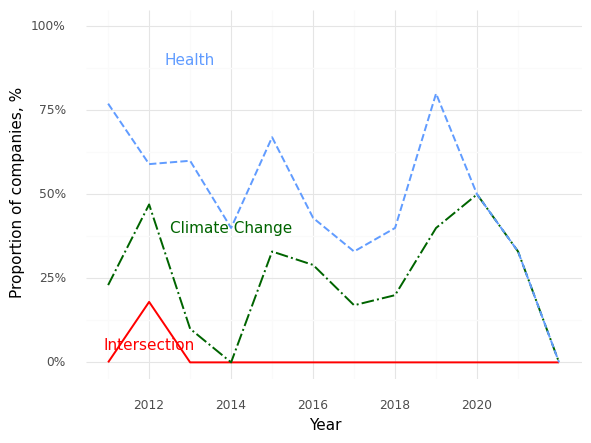 100%
Health
75%
Proportion of companies, %
50%
Climate Change
25%
Intersection
0%
2012 2014 2016 2018 2020
Year